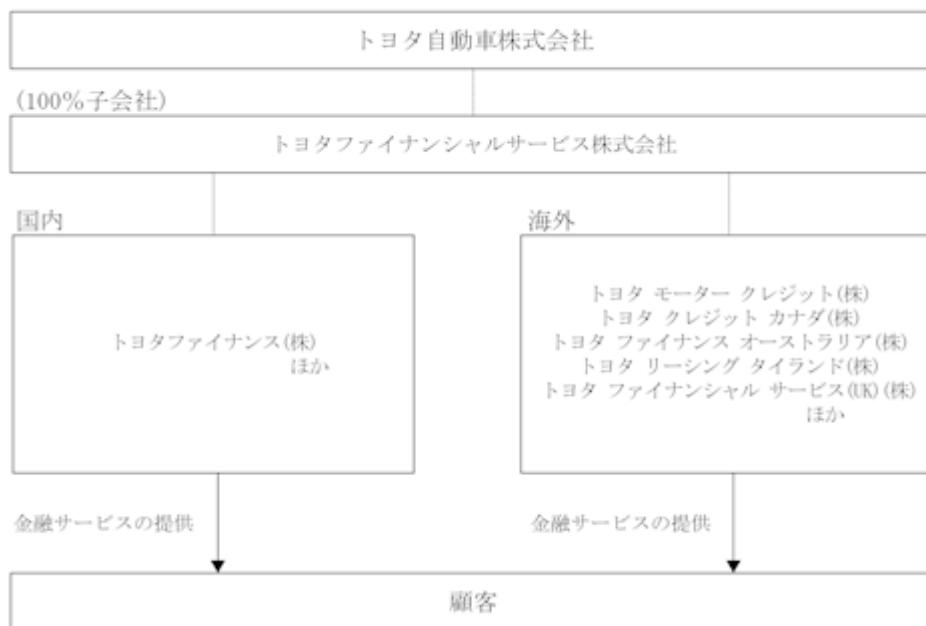 トヨタ自動車株式会社
(100％子会社)
トヨタファイナンシャルサービス株式会社
国内
海外
トヨタファイナンス(株)
ほか
トヨタ モーター クレジット(株)
トヨタ クレジット カナダ(株)
トヨタ ファイナンス オーストラリア(株)
トヨタ リーシング タイランド(株)
トヨタ ファイナンシャル サービス(UK)(株)
ほか
金融サービスの提供
金融サービスの提供
顧客